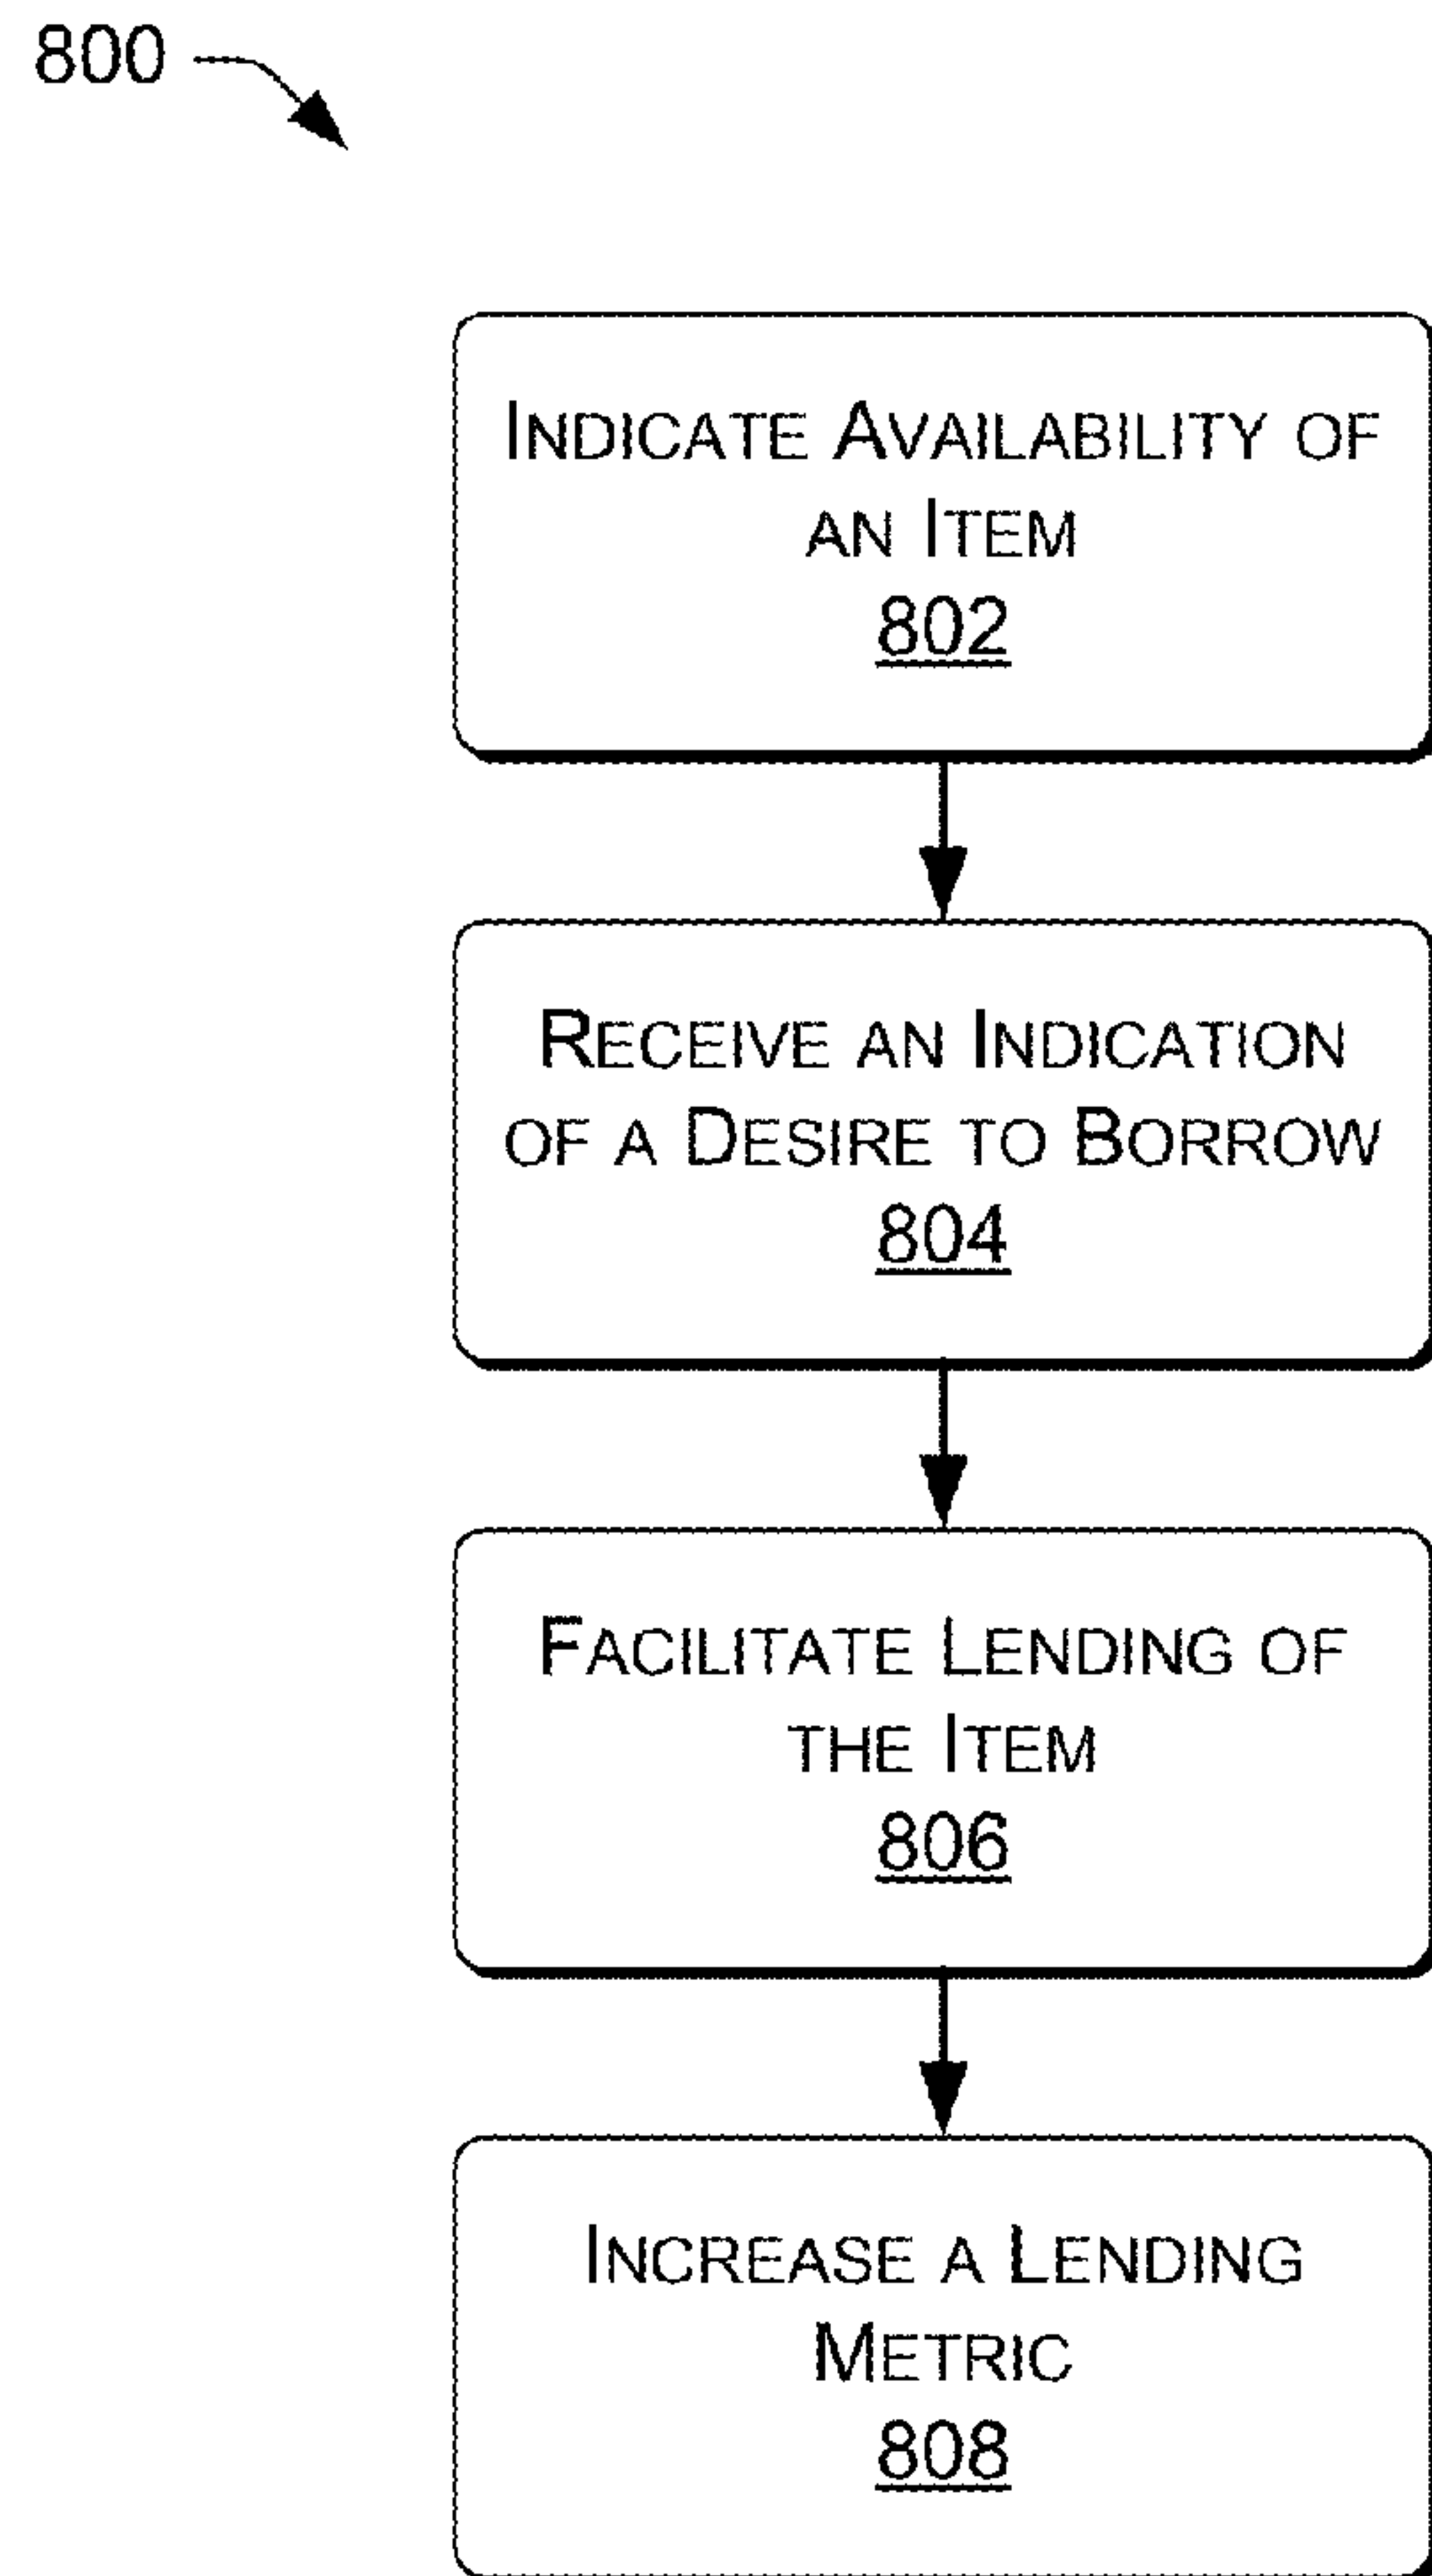 800
INDICATE AVAILABILITY OF
AN ITEM
802
RECEIVE AN INDICATION
OF A DESIRE TO BORROW
804
FACILITATE LENDING OF
THE ITEM
806
INCREASE A LENDING
METRIC
808